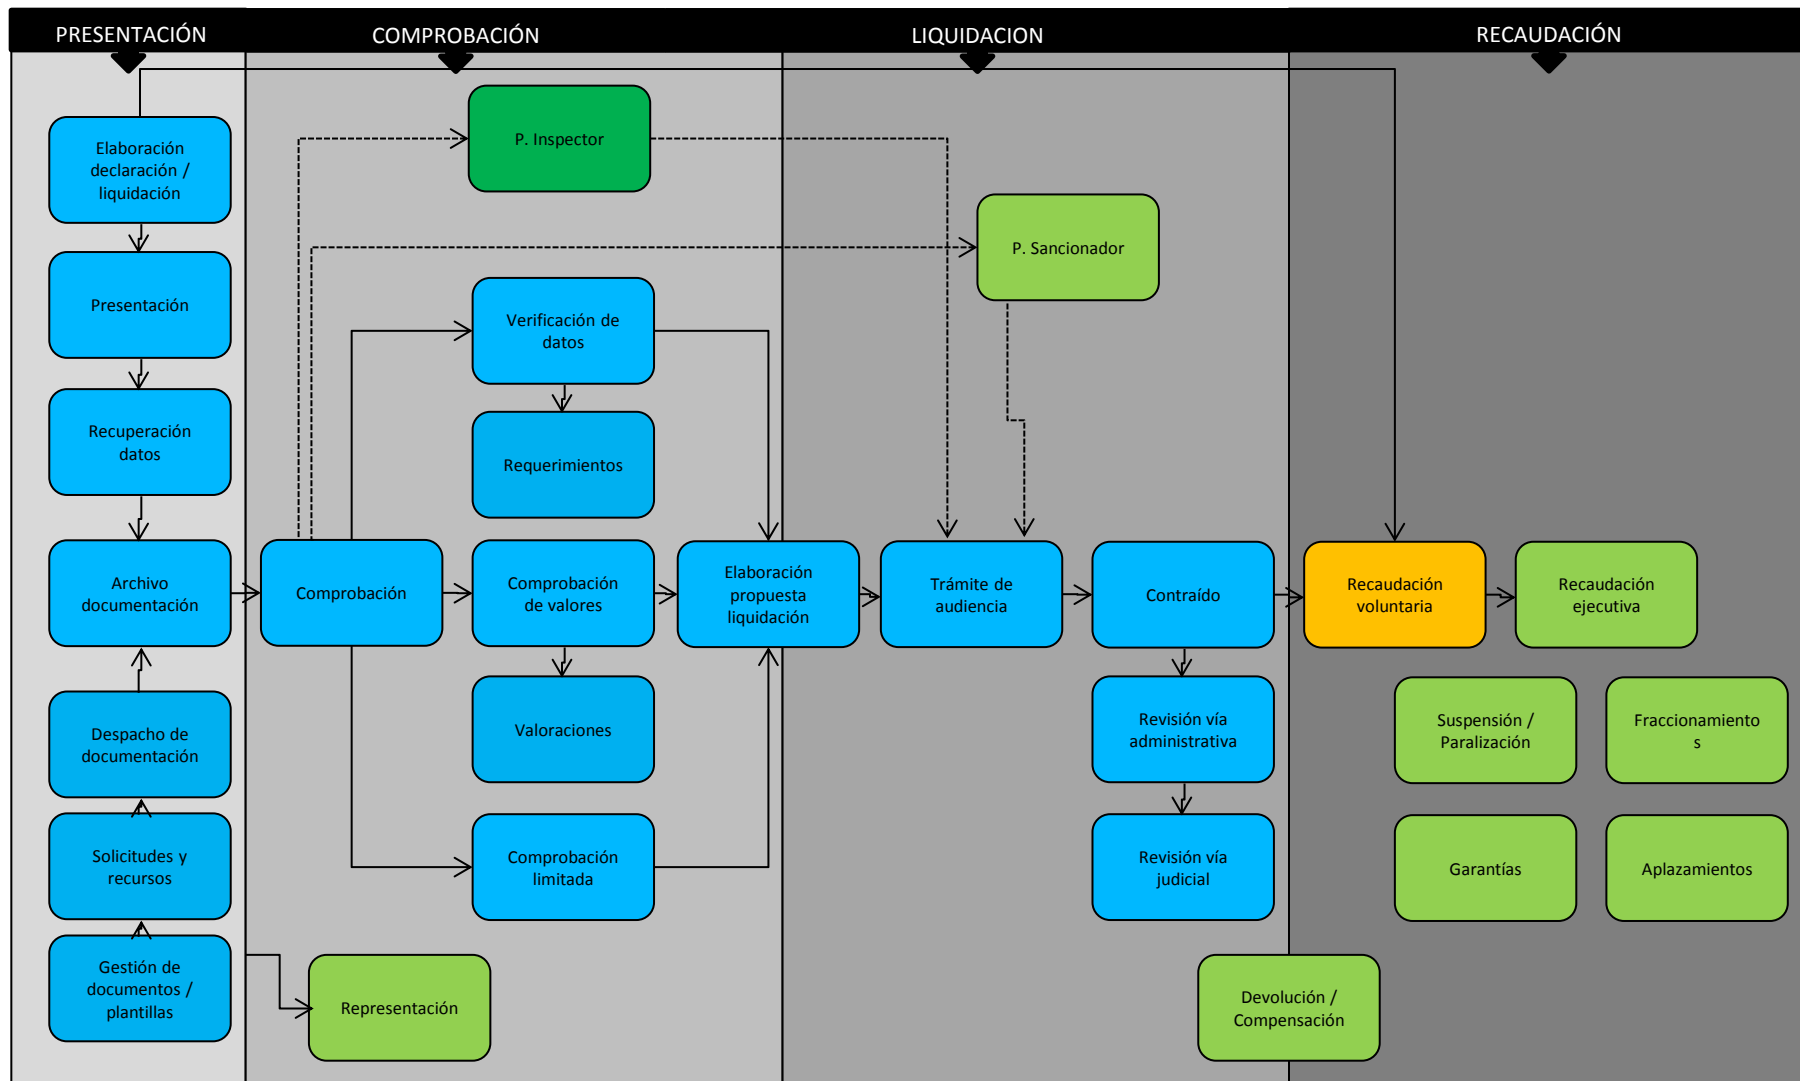 PRESENTACIÓN
COMPROBACIÓN
LIQUIDACION
RECAUDACIÓN
Elaboración
declaración /
liquidación
Presentación
Recuperación
datos
Archivo
documentación
Despacho de
documentación
Solicitudes y
recursos
Gestión de
documentos /
plantillas
P. Inspector
Verificación de
datos
Requerimientos
Comprobación
Comprobación
de valores
Valoraciones
Comprobación
limitada
Representación
Elaboración
propuesta
liquidación
P. Sancionador
Trámite de
audiencia
Contraído
Revisión vía
administrativa
Revisión vía
judicial
Devolución /
Compensación
Recaudación
voluntaria
Recaudación
ejecutiva
Suspensión /
Paralización
Fraccionamiento
s
Garantías
Aplazamientos